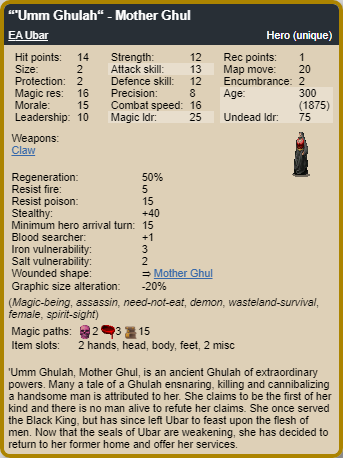 “'Umm Ghulah“ - Mother Ghul
EA Ubar Hero (unique)
Hit points: 14 Strength: 12 Rec points: 1
Size: 2 Attack skill: 13 Map move: 20
Protection: 2 Defence skill: 12 Encumbrance: 2
Magic res: 16 Precision: 8 Age: 300
Morale: 15 Combat speed: 16 (1875)
Leadership: 10 Magic ldr: 25 Undead ldr: 75
Weapons:
Claw
Regeneration: 50%
Resist fire: 5
Resist poison: 15
Stealthy: +40
Minimum hero arrival turn: 15
Blood searcher: +1
Iron vulnerability: 3
Salt vulnerability: 2
Wounded shape: ⇒ Mother Ghul
Graphic size alteration: -20%
(Magic-being, assassin, need-not-eat, demon, wasteland-survival,
female, spirit-sight)
Magic paths: 2 3 15
Item slots: 2 hands, head, body, feet, 2 misc
'Umm Ghulah, Mother Ghul, is an ancient Ghulah of extraordinary
powers. Many a tale of a Ghulah ensnaring, killing and cannibalizing
a handsome man is attributed to her. She claims to be the first of her
kind and there is no man alive to refute her claims. She once served
the Black King, but has since left Ubar to feast upon the flesh of
men. Now that the seals of Ubar are weakening, she has decided to
return to her former home and offer her services.